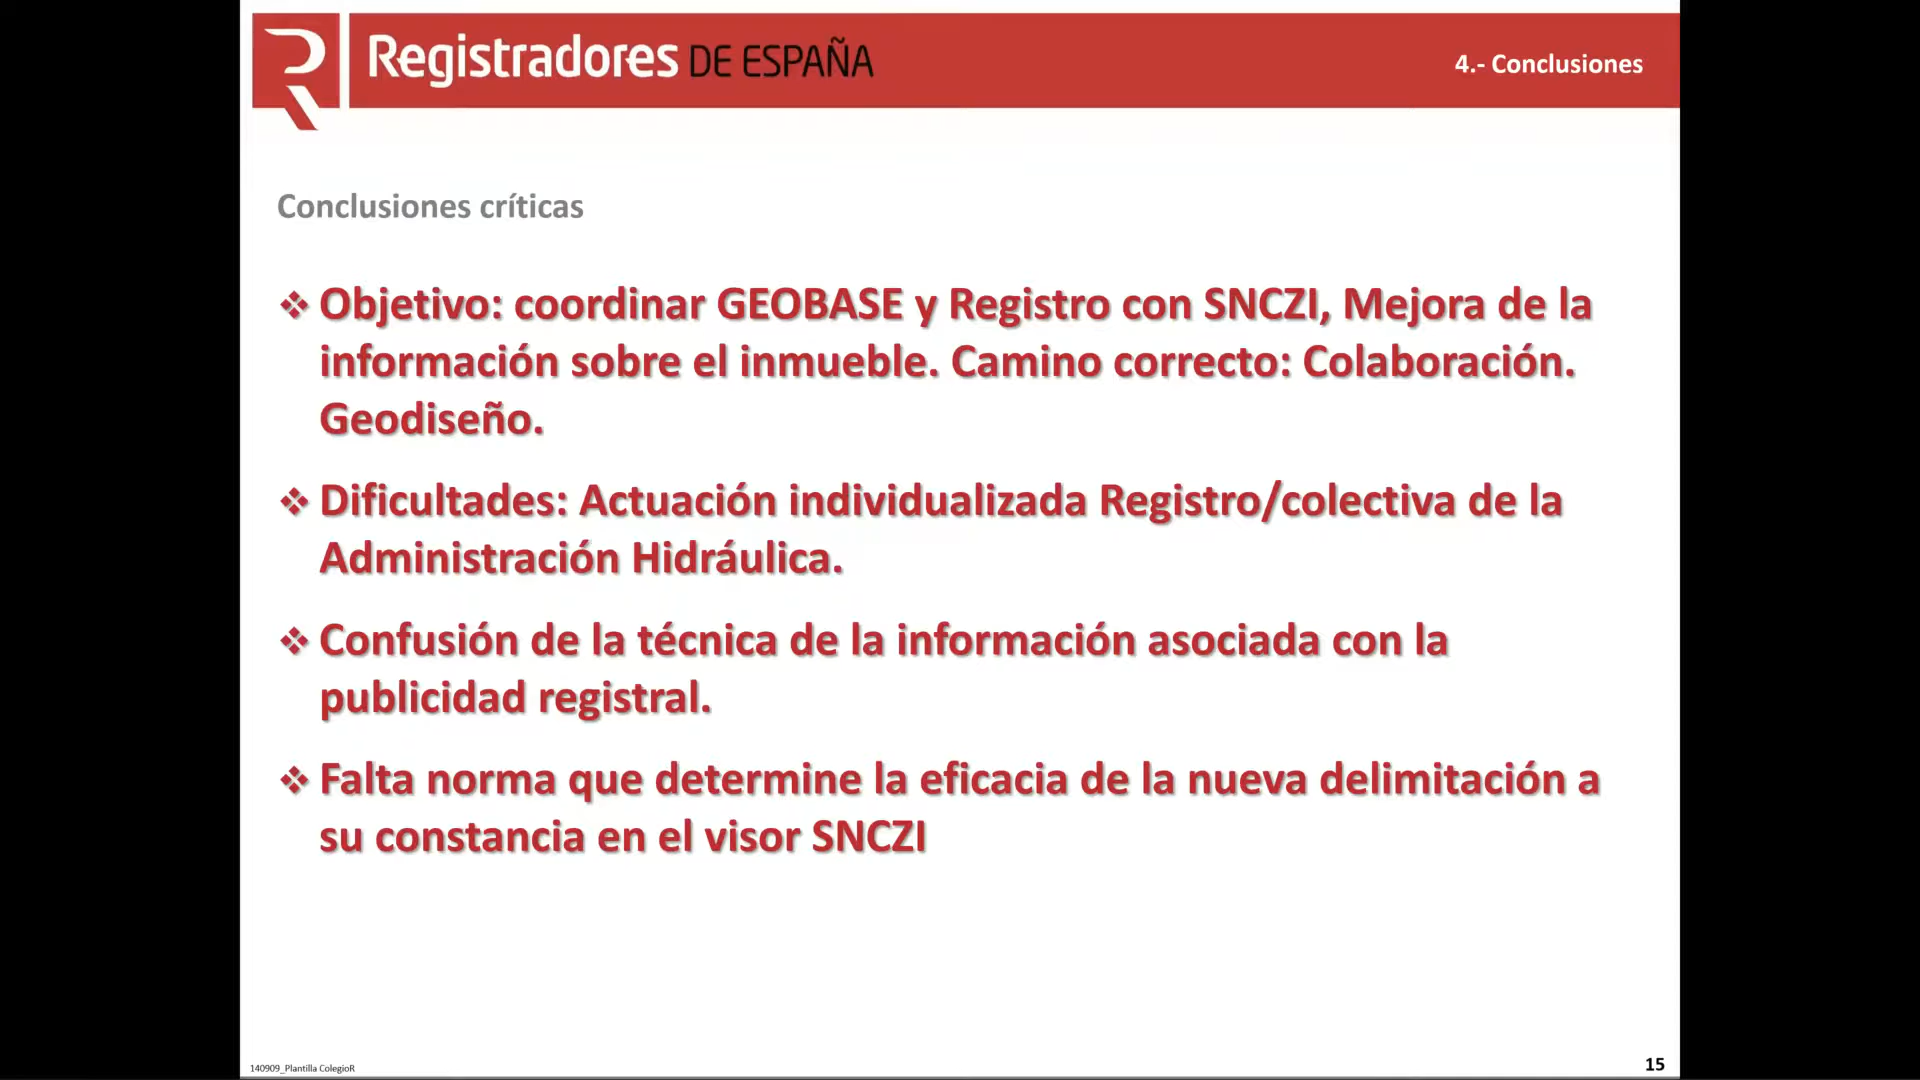 Registradores DE ESPAÑA
4.- Conclusiones
Conclusiones críticas
❖ Objetivo: coordinar GEOBASE y Registro con SNCZI, Mejora de la
información sobre el inmueble. Camino correcto: Colaboración.
Geodiseño.
❖ Dificultades: Actuación individualizada Registro/colectiva de la
Administración Hidráulica.
❖ Confusión de la técnica de la información asociada con la
publicidad registral.
❖ Falta norma que determine la eficacia de la nueva delimitación a
su constancia en el visor SNCZI
140909_Plantilla ColegioR
15